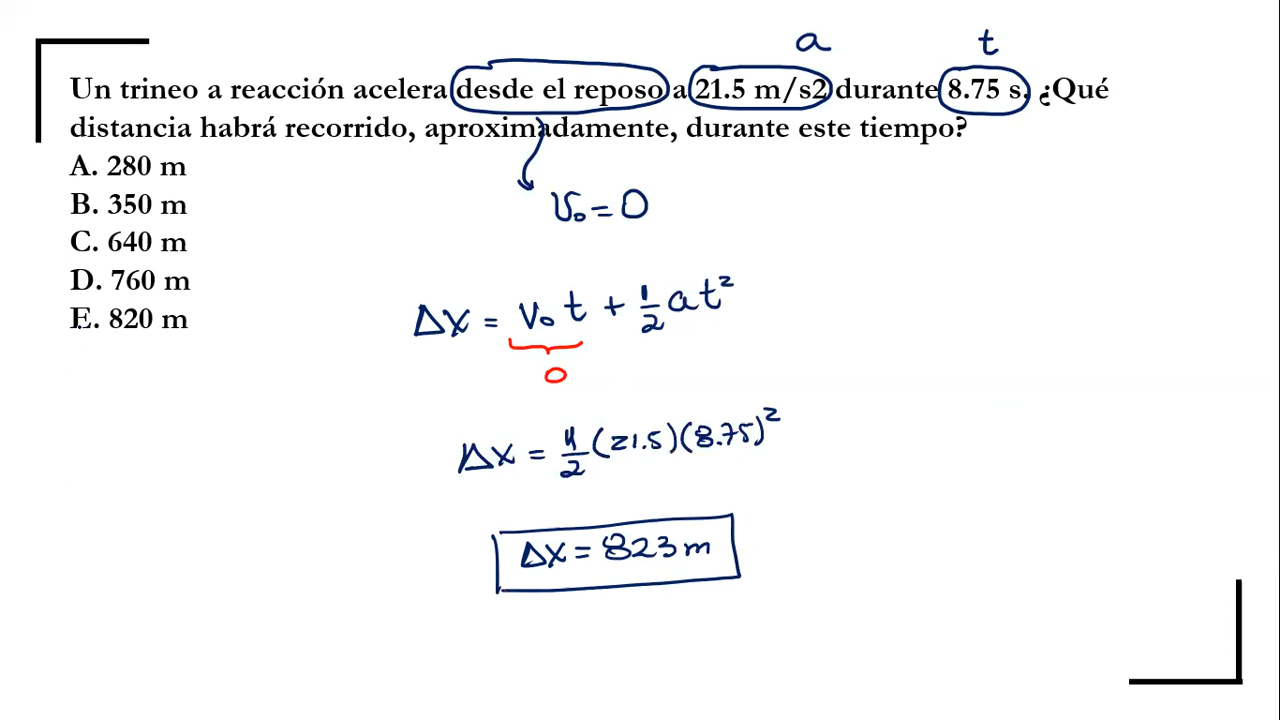 a t
Un trineo a reacción acelera desde el reposo a 21.5 m/s2 durante 8.75 s. ¿Qué
distancia habrá recorrido, aproximadamente, durante este tiempo?
A. 280 m
B. 350 m
V₀ = 0
C. 640 m
D. 760 m
E. 820 m
Δx = V₀ t + 1/2 a t²
0
Δx = 1/2 (21.5)(8.75)²
Δx = 823 m